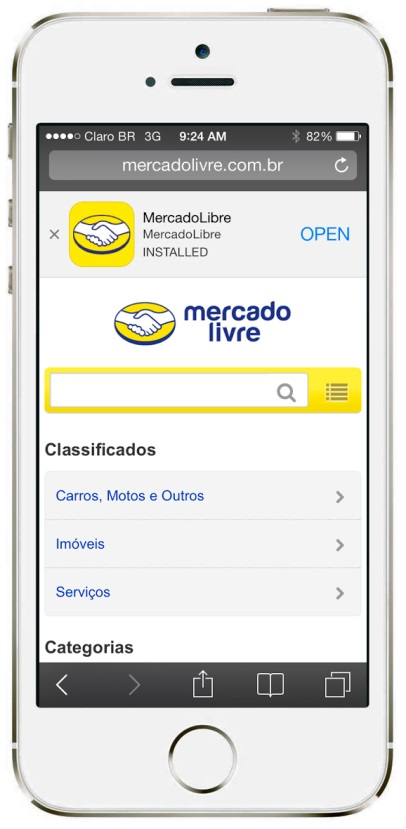 Claro BR 3G 9:24 AM 82%
mercadolivre.com.br
MercadoLibre
MercadoLibre
INSTALLED
OPEN
mercado
livre
Classificados
Carros, Motos e Outros
Imóveis
Serviços
Categorias